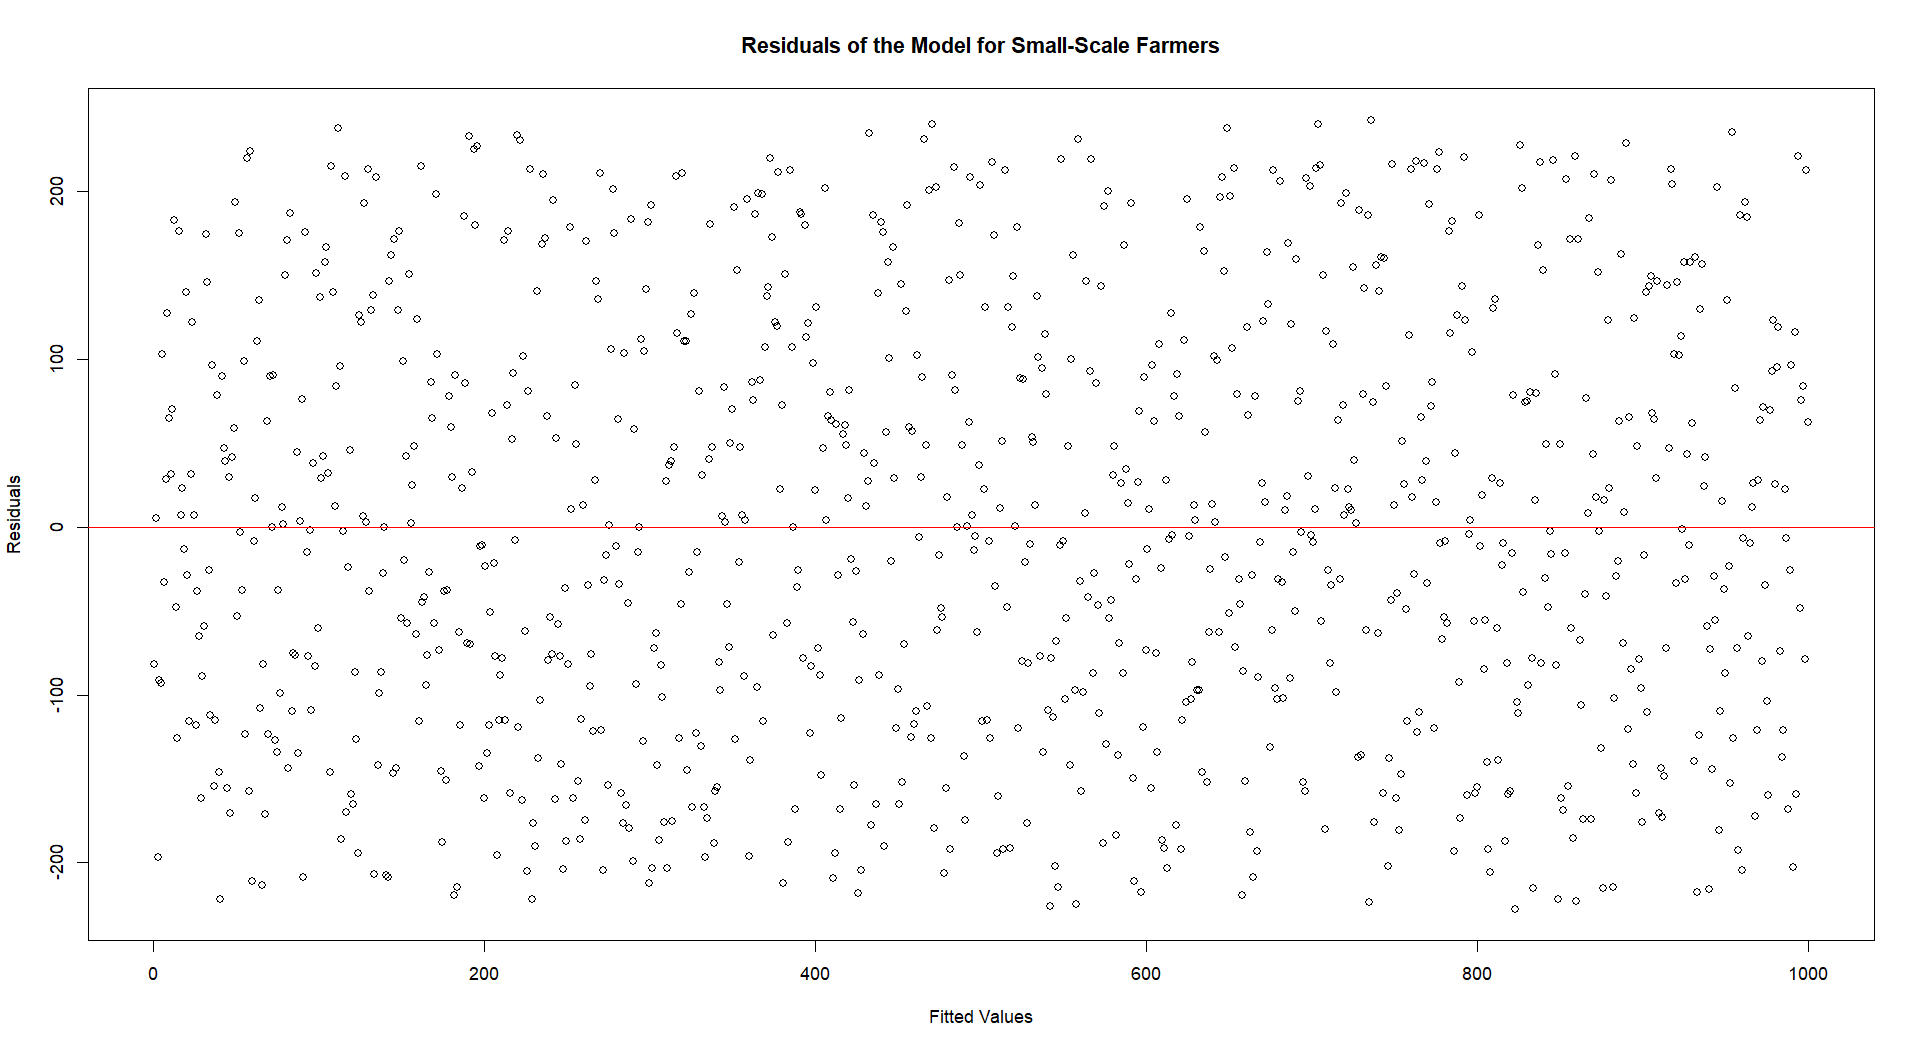 Residuals of the Model for Small-Scale Farmers
Residuals
200
100
0
-100
-200
0 200 400 600 800 1000
Fitted Values